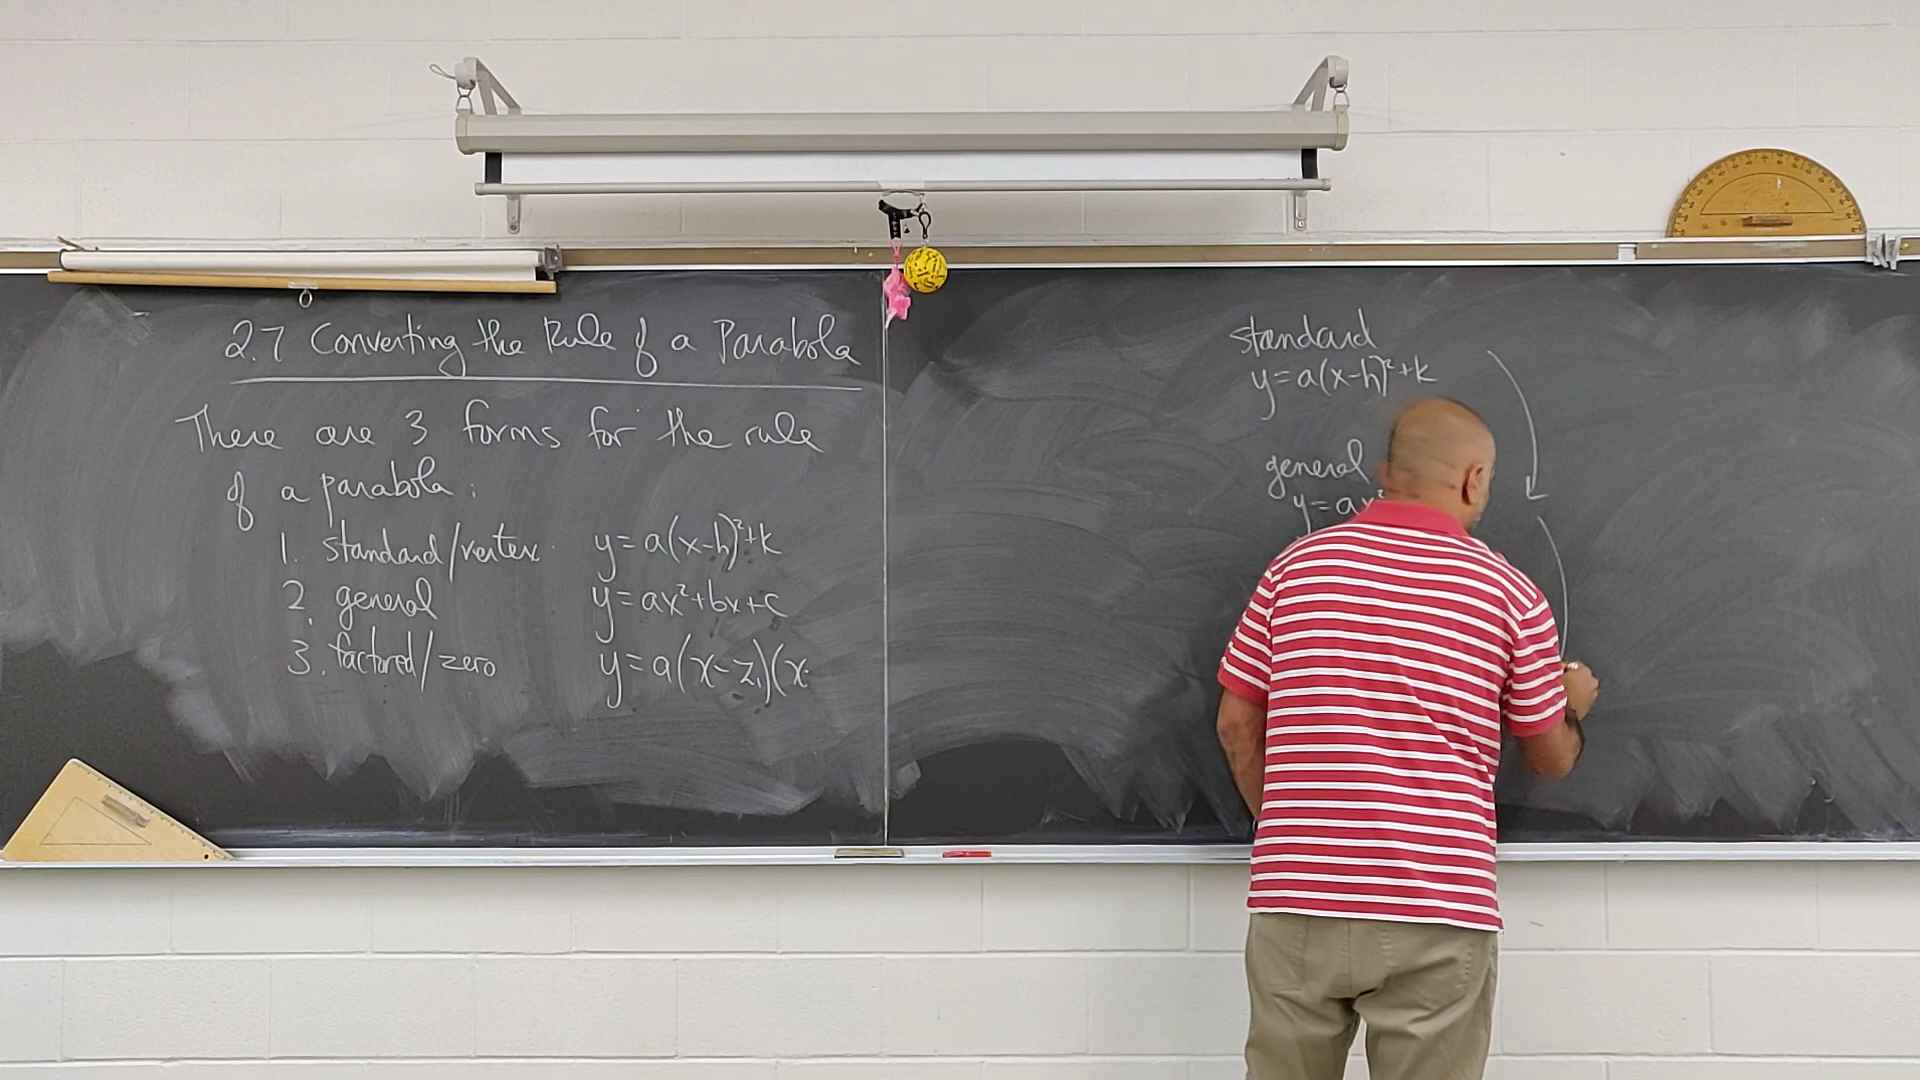 2.7 Converting the Rule of a Parabola
There are 3 forms for the rule
of a parabola:
1. standard/vertex y=a(x-h)²+k
2. general y=ax²+bx+c
3. factored/zero y=a(x-z₁)(x-
standard
y=a(x-h)²+k
general
y=ax²